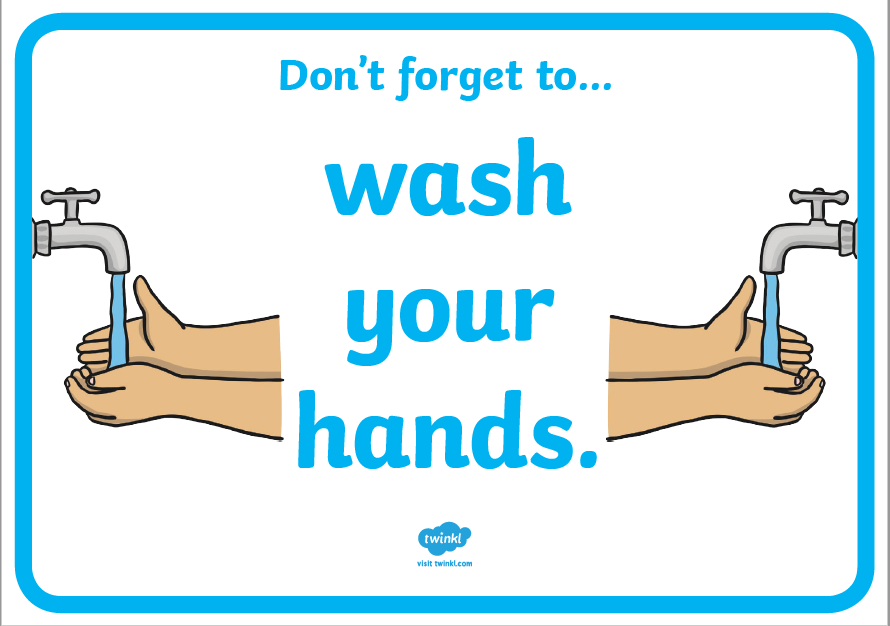 Don't forget to...
wash
your
hands.
twinkl
visit twinkl.com